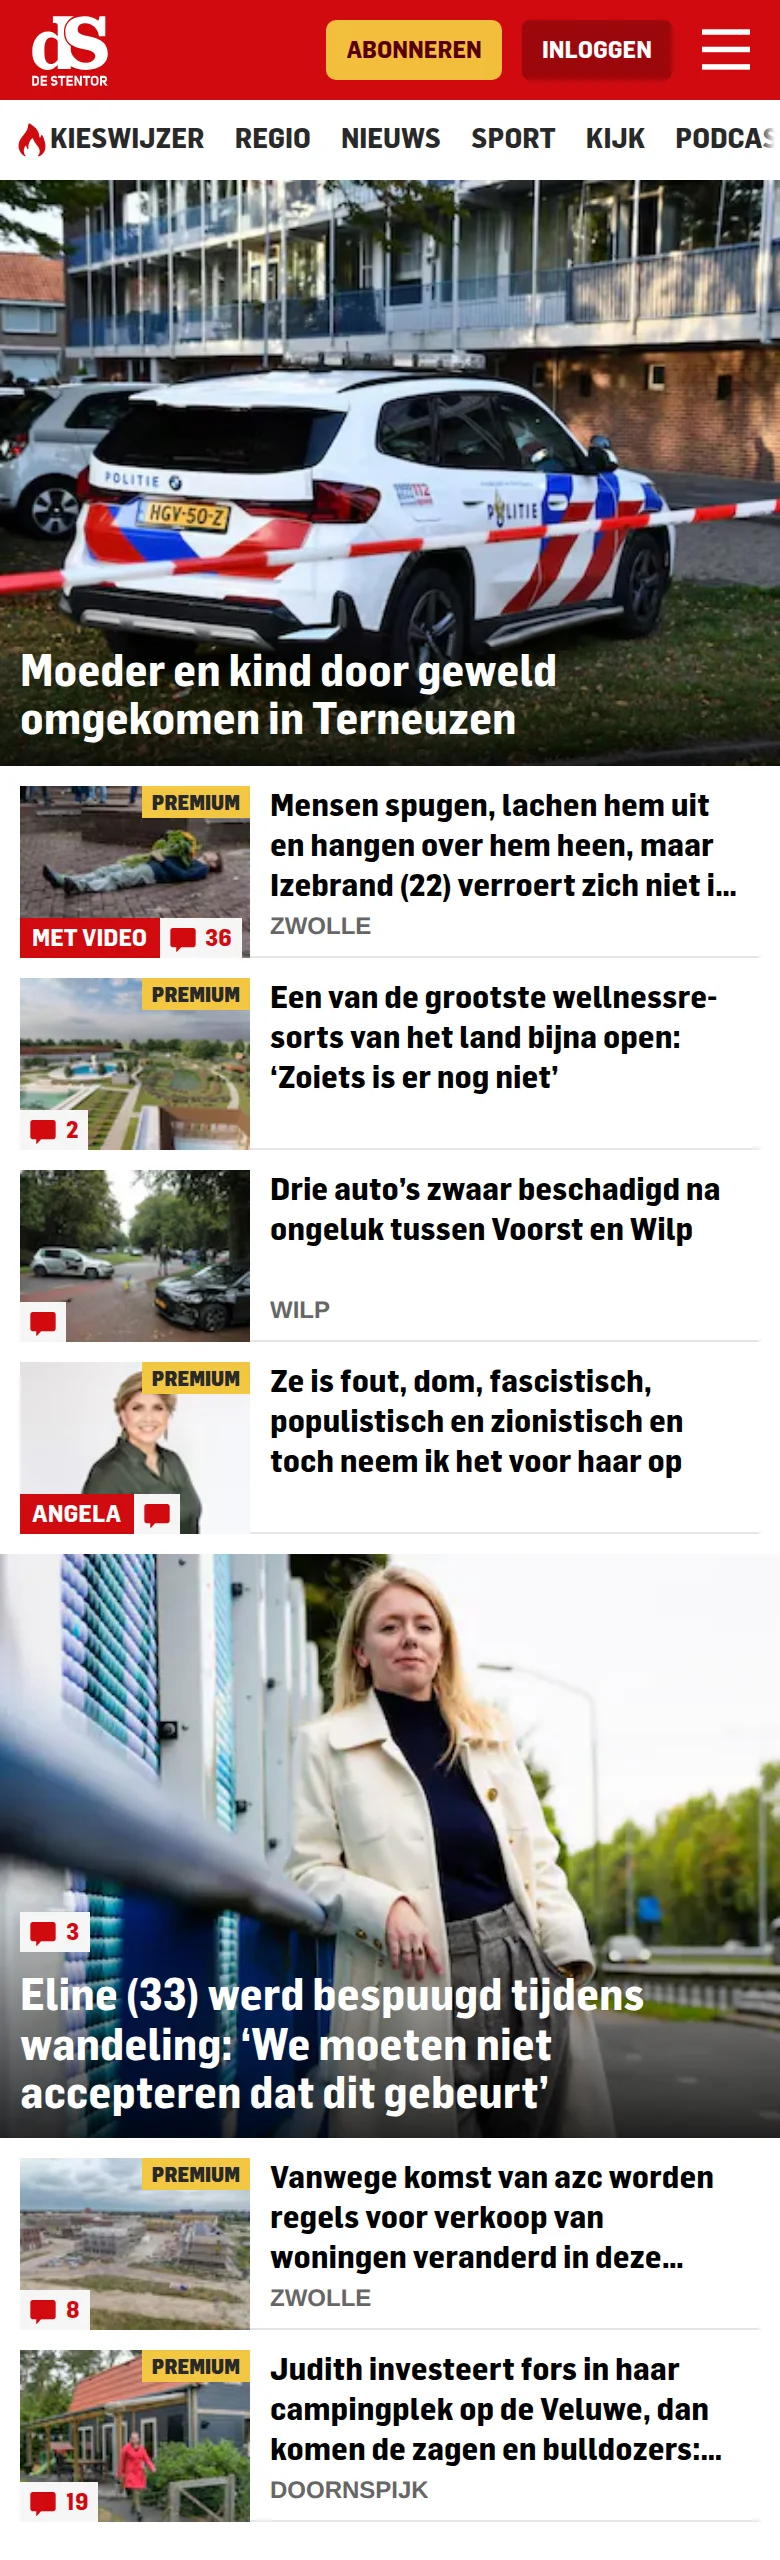 dS
DE STENTOR
ABONNEREN
INLOGGEN
KIESWIJZER REGIO NIEUWS SPORT KIJK PODCAS
POLITIE
HGV-50-Z
112
POLITIE
Moeder en kind door geweld
omgekomen in Terneuzen
PREMIUM
MET VIDEO
36
Mensen spugen, lachen hem uit
en hangen over hem heen, maar
Izebrand (22) verroert zich niet i...
ZWOLLE
PREMIUM
2
Een van de grootste wellnessre-
sorts van het land bijna open:
‘Zoiets is er nog niet’
Drie auto’s zwaar beschadigd na
ongeluk tussen Voorst en Wilp
WILP
PREMIUM
ANGELA
Ze is fout, dom, fascistisch,
populistisch en zionistisch en
toch neem ik het voor haar op
3
Eline (33) werd bespuugd tijdens
wandeling: ‘We moeten niet
accepteren dat dit gebeurt’
PREMIUM
8
Vanwege komst van azc worden
regels voor verkoop van
woningen veranderd in deze...
ZWOLLE
PREMIUM
19
Judith investeert fors in haar
campingplek op de Veluwe, dan
komen de zagen en bulldozers:...
DOORNSPIJK